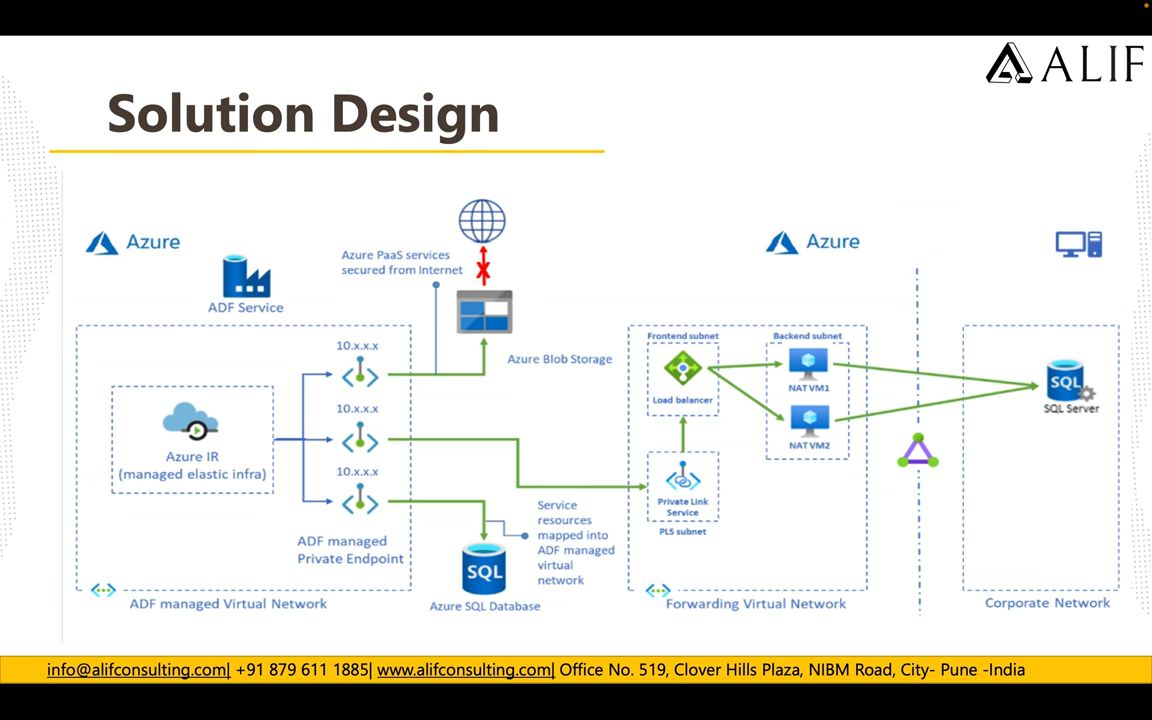 ALIF
Solution Design
Azure
ADF Service
Azure PaaS services
secured from Internet
Azure Blob Storage
10.x.x.x
10.x.x.x
10.x.x.x
Azure IR
(managed elastic infra)
ADF managed
Private Endpoint
ADF managed Virtual Network
SQL
Azure SQL Database
Service
resources
mapped into
ADF managed
virtual
network
Azure
Frontend subnet
Load balancer
Private Link
Service
PLS subnet
Backend subnet
NAT VM1
NAT VM2
Forwarding Virtual Network
SQL
SQL Server
Corporate Network
info@alifconsulting.com| +91 879 611 1885| www.alifconsulting.com| Office No. 519, Clover Hills Plaza, NIBM Road, City- Pune -India